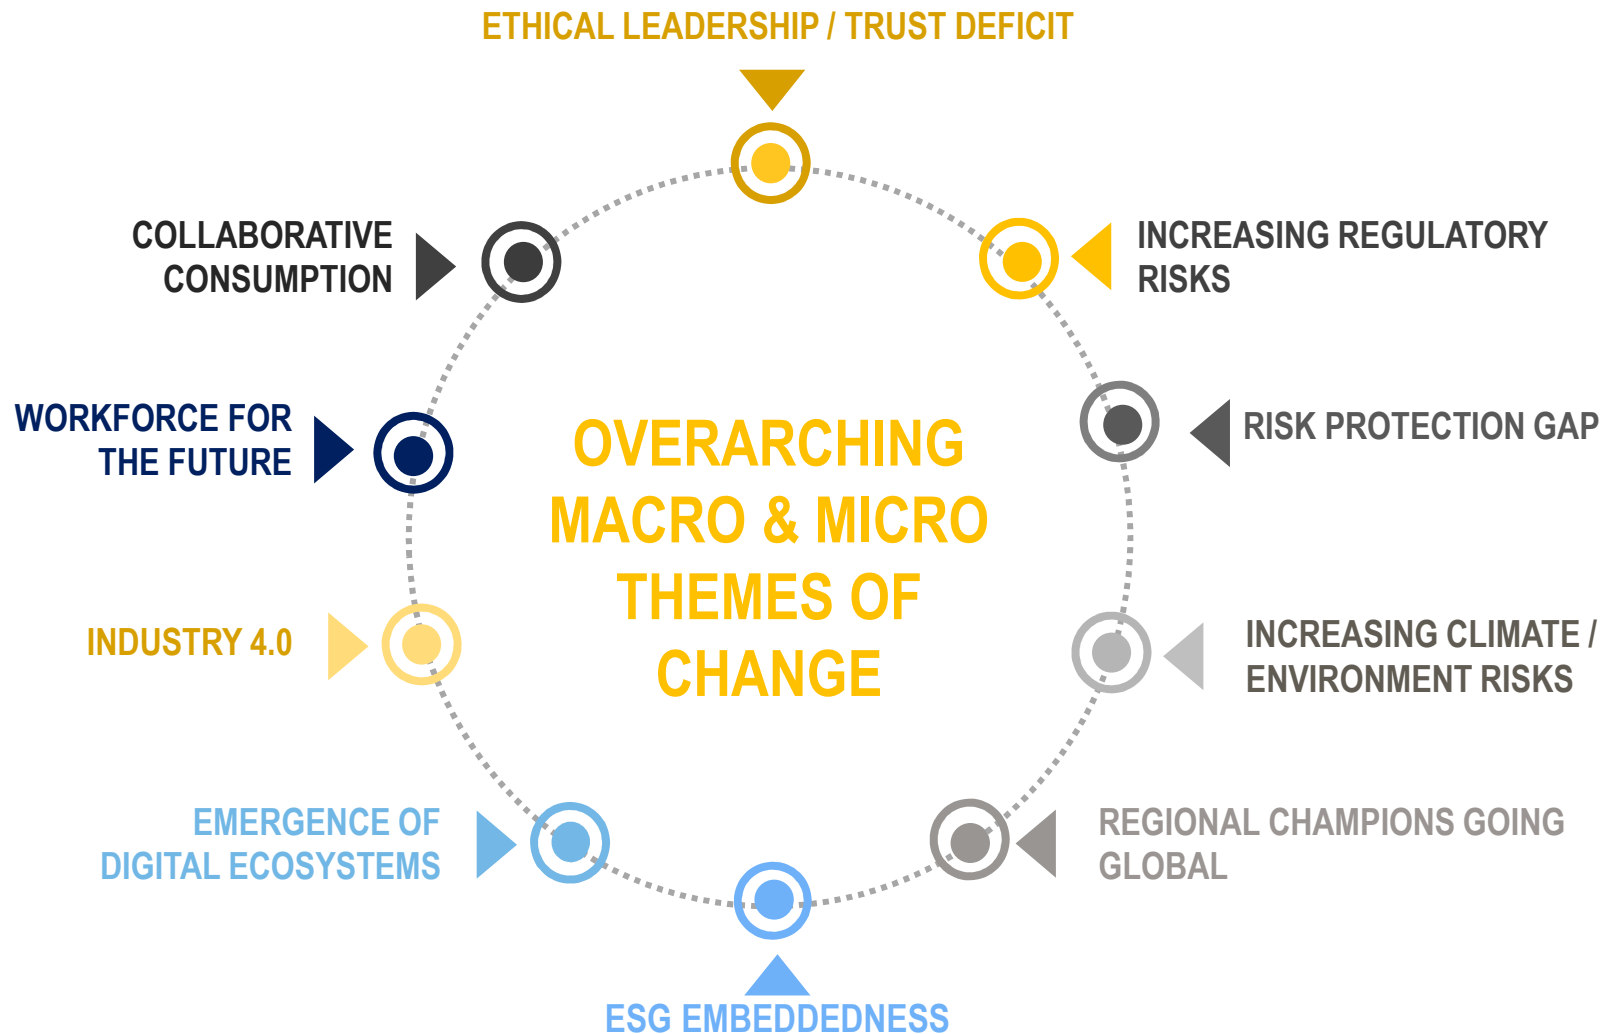 ETHICAL LEADERSHIP / TRUST DEFICIT
COLLABORATIVE
CONSUMPTION
INCREASING REGULATORY
RISKS
WORKFORCE FOR
THE FUTURE
RISK PROTECTION GAP
OVERARCHING
MACRO & MICRO
THEMES OF
CHANGE
INDUSTRY 4.0
INCREASING CLIMATE /
ENVIRONMENT RISKS
EMERGENCE OF
DIGITAL ECOSYSTEMS
REGIONAL CHAMPIONS GOING
GLOBAL
ESG EMBEDDEDNESS